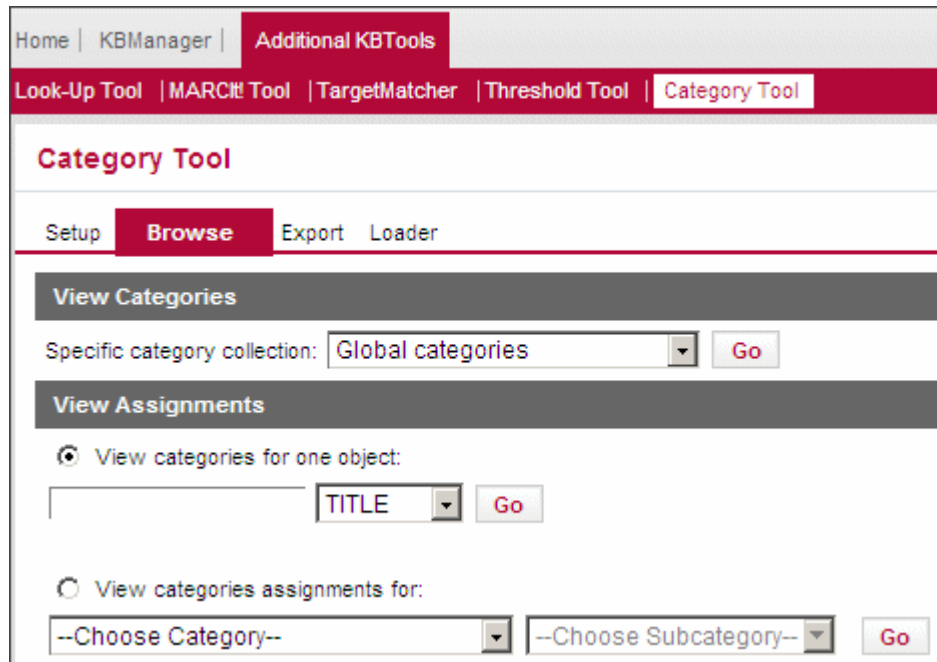 Home | KBManager | Additional KBTools
Look-Up Tool | MARCit! Tool | TargetMatcher | Threshold Tool | Category Tool
Category Tool
Setup Browse Export Loader
View Categories
Specific category collection: Global categories Go
View Assignments
View categories for one object:
TITLE Go
View categories assignments for:
--Choose Category-- --Choose Subcategory-- Go